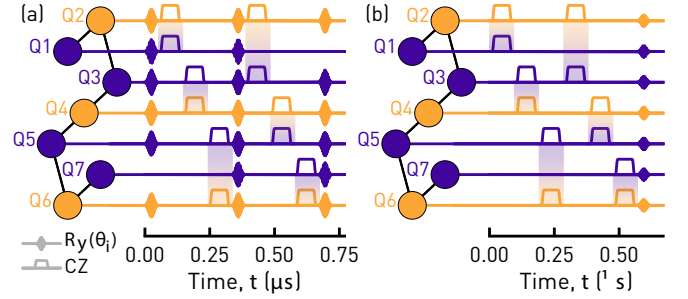 (a)
Q2
Q1
Q3
Q4
Q5
Q7
Q6
Ry(θi)
CZ
0.00 0.25 0.50 0.75
Time, t (μs)
(b)
Q2
Q1
Q3
Q4
Q5
Q7
Q6
0.00 0.25 0.50
Time, t (¹ s)